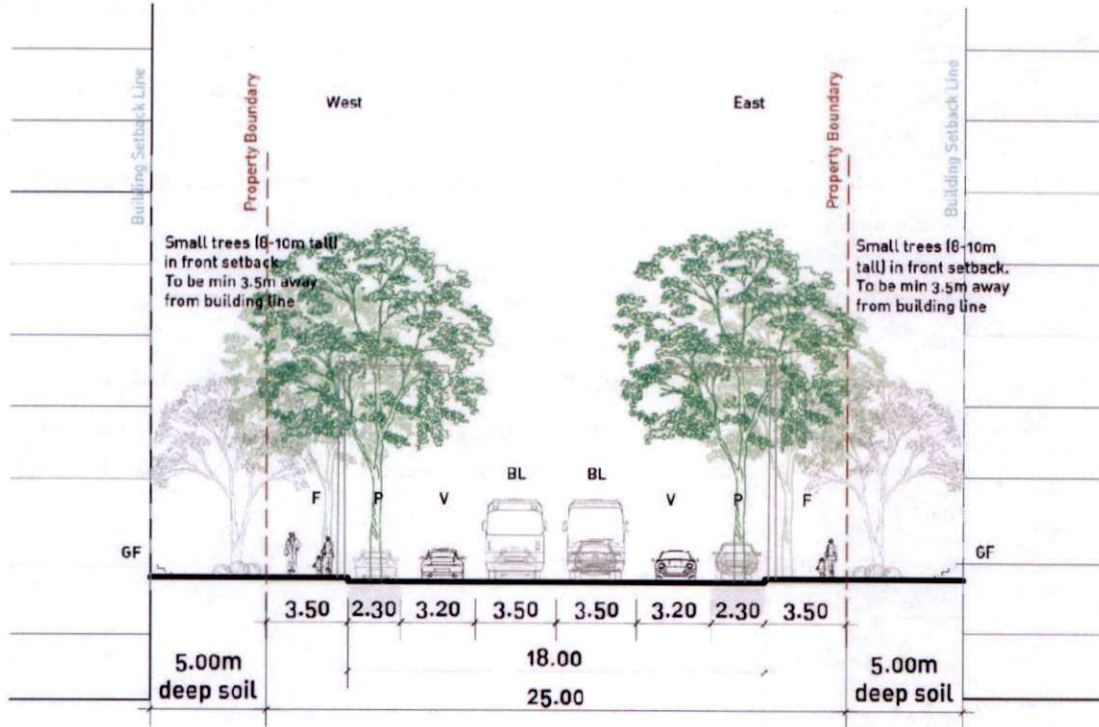 Building Setback Line
Property Boundary
West
East
Property Boundary
Building Setback Line
Small trees (8-10m tall)
in front setback.
To be min 3.5m away
from building line
Small trees (8-10m
tall) in front setback.
To be min 3.5m away
from building line
F
P
V
BL
BL
V
P
F
GF
GF
3.50
2.30
3.20
3.50
3.50
3.20
2.30
3.50
5.00m
deep soil
18.00
25.00
5.00m
deep soil